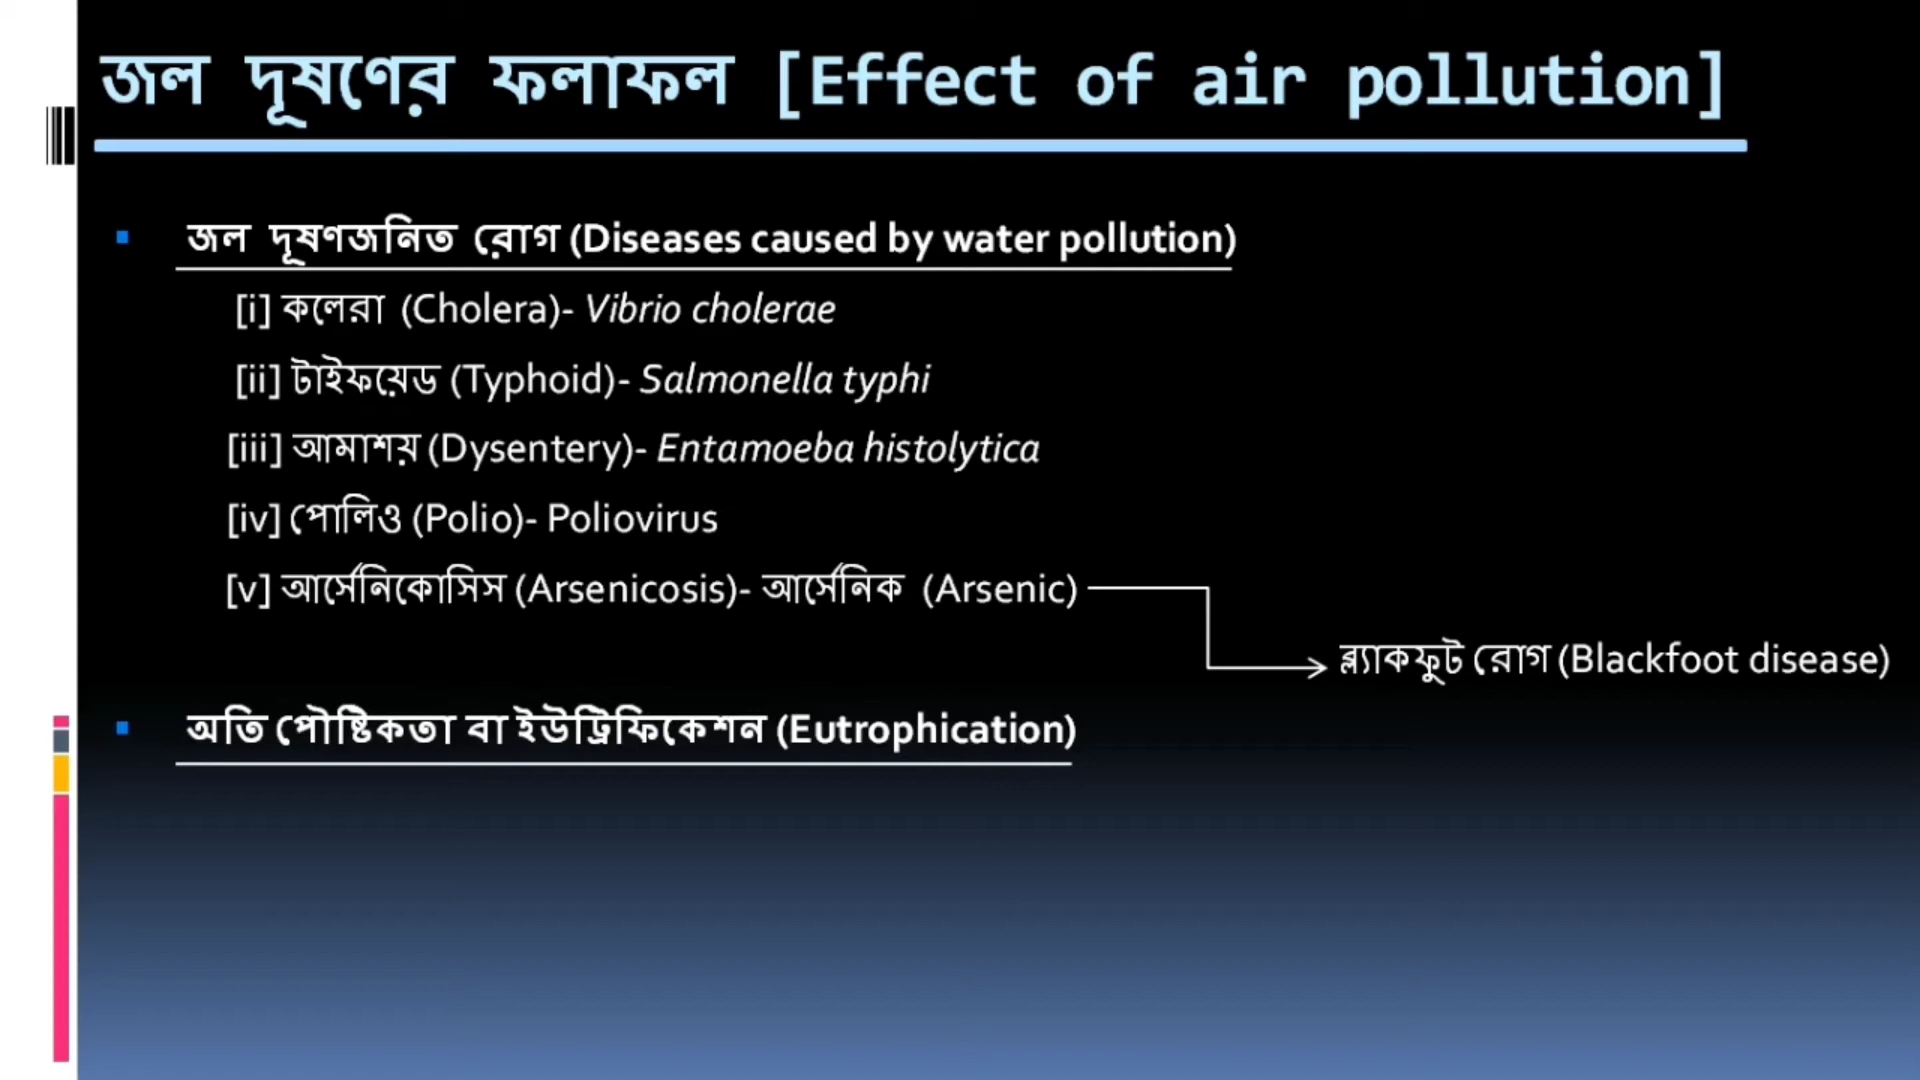 জল দূষণের ফলাফল [Effect of air pollution]
জল দূষণজনিত রোগ (Diseases caused by water pollution)
[i] কলেরা (Cholera)- Vibrio cholerae
[ii] টাইফয়েড (Typhoid)- Salmonella typhi
[iii] আমাশয় (Dysentery)- Entamoeba histolytica
[iv] পোলিও (Polio)- Poliovirus
[v] আর্সেনিকোসিস (Arsenicosis)- আর্সেনিক (Arsenic)
ব্ল্যাকফুট রোগ (Blackfoot disease)
অতি পৌষ্টিকতা বা ইউট্রিফিকেশন (Eutrophication)